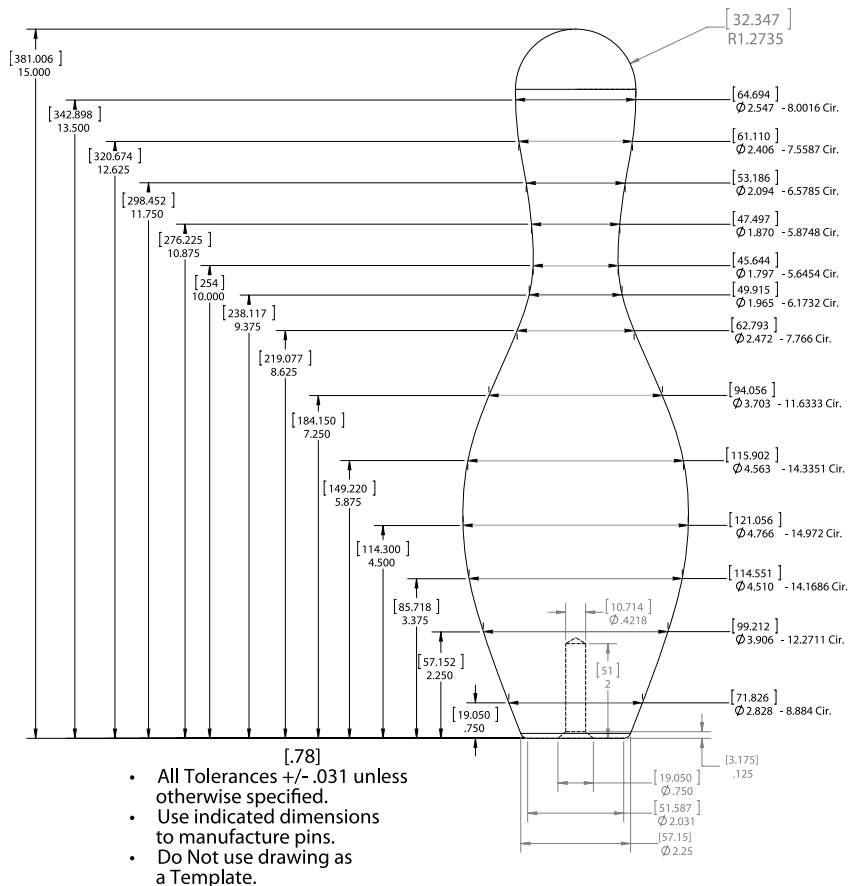 [32.347]
R1.2735
[381.006]
15.000
[64.694]
Ø 2.547 - 8.0016 Cir.
[342.898]
13.500
[61.110]
Ø 2.406 - 7.5587 Cir.
[320.674]
12.625
[53.186]
Ø 2.094 - 6.5785 Cir.
[298.452]
11.750
[47.497]
Ø 1.870 - 5.8748 Cir.
[276.225]
10.875
[45.644]
Ø 1.797 - 5.6454 Cir.
[254]
10.000
[49.915]
Ø 1.965 - 6.1732 Cir.
[238.117]
9.375
[62.793]
Ø 2.472 - 7.766 Cir.
[219.077]
8.625
[94.056]
Ø 3.703 - 11.6333 Cir.
[184.150]
7.250
[115.902]
Ø 4.563 - 14.3351 Cir.
[149.220]
5.875
[121.056]
Ø 4.766 - 14.972 Cir.
[114.300]
4.500
[114.551]
Ø 4.510 - 14.1686 Cir.
[85.718]
3.375
[10.714]
Ø .4218
[99.212]
Ø 3.906 - 12.2711 Cir.
[57.152]
2.250
[51]
2
[71.826]
Ø 2.828 - 8.884 Cir.
[19.050]
.750
[3.175]
.125
[.78]
• All Tolerances +/- .031 unless
otherwise specified.
• Use indicated dimensions
to manufacture pins.
• Do Not use drawing as
a Template.
[19.050]
Ø .750
[51.587]
Ø 2.031
[57.15]
Ø 2.25